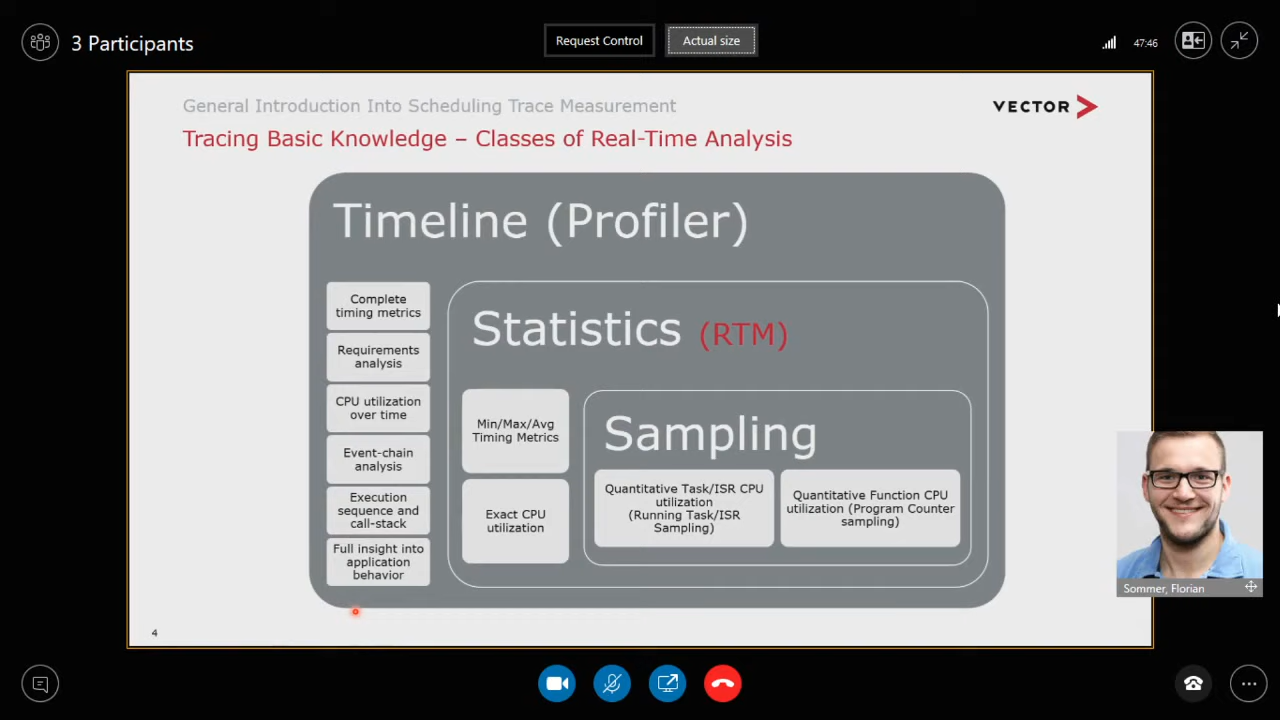 3 Participants
Request Control
Actual size
47:46
General Introduction Into Scheduling Trace Measurement
VECTOR
Tracing Basic Knowledge – Classes of Real-Time Analysis
Timeline (Profiler)
Complete
timing metrics
Requirements
analysis
CPU utilization
over time
Event-chain
analysis
Execution
sequence and
call-stack
Full insight into
application
behavior
Statistics (RTM)
Min/Max/Avg
Timing Metrics
Exact CPU
utilization
Sampling
Quantitative Task/ISR CPU
utilization
(Running Task/ISR
Sampling)
Quantitative Function CPU
utilization (Program Counter
sampling)
Sommer, Florian
4